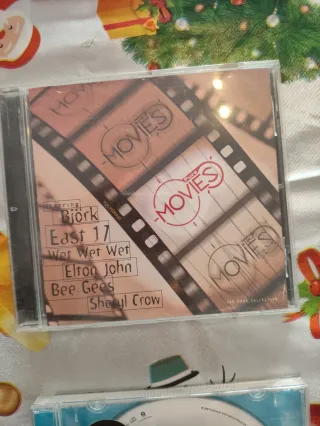 MOVIES
MOVIES
MOVIES
MOVIES
Björk
East 17
Wet Wet Wet
Elton John
Bee Gees
Sheryl Crow